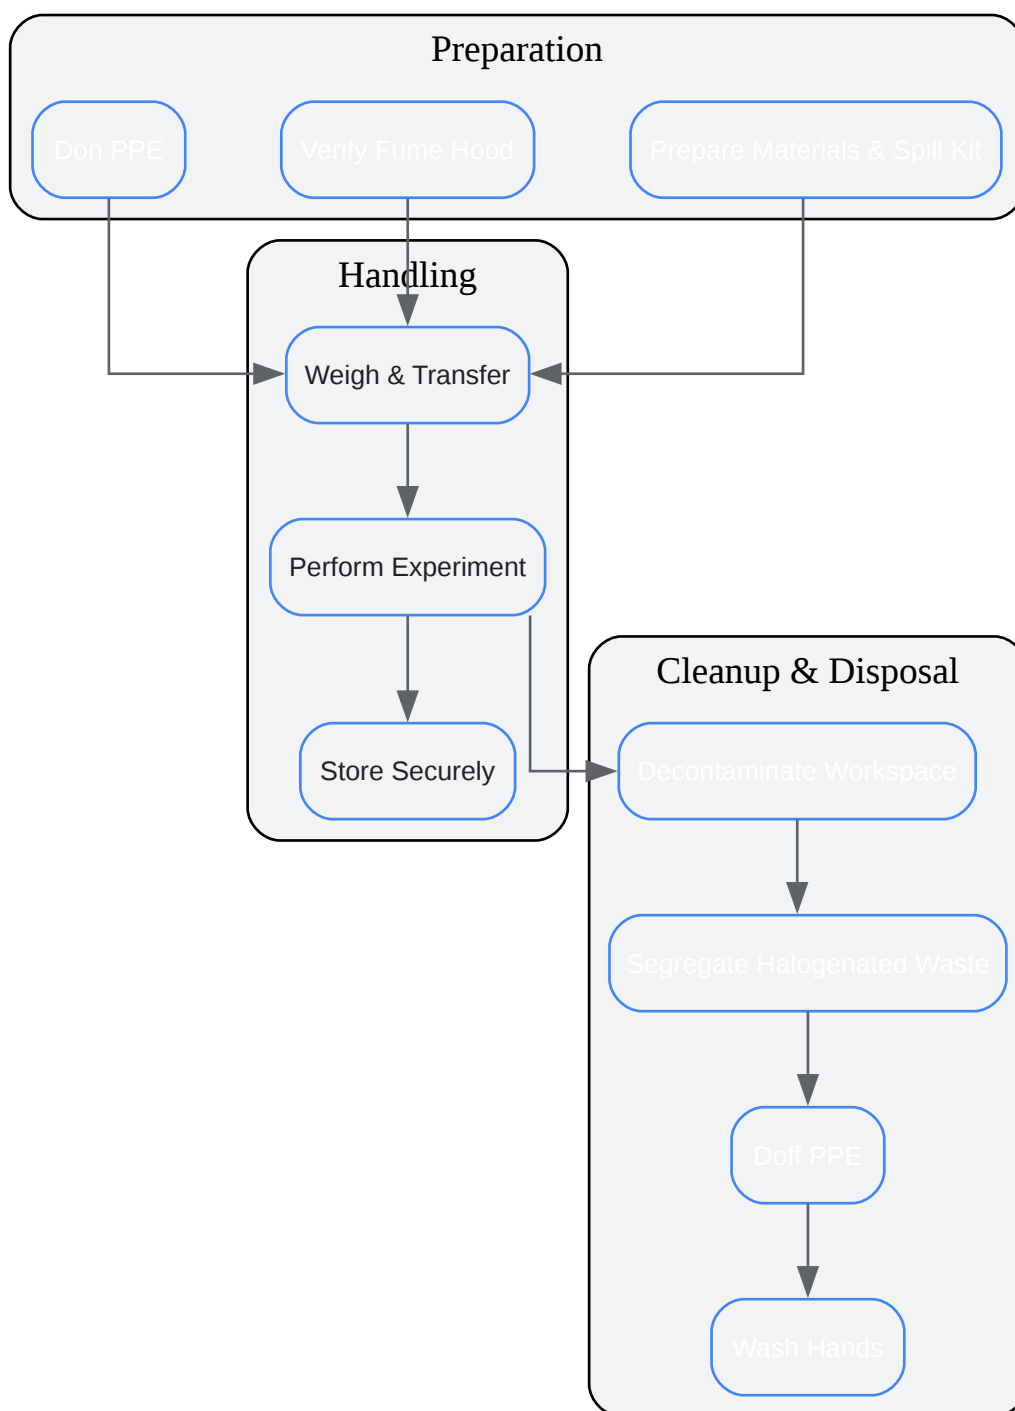 Preparation
Don PPE
Verify Fume Hood
Prepare Materials & Spill Kit
Handling
Weigh & Transfer
Perform Experiment
Store Securely
Cleanup & Disposal
Decontaminate Workspace
Segregate Halogenated Waste
Doff PPE
Wash Hands